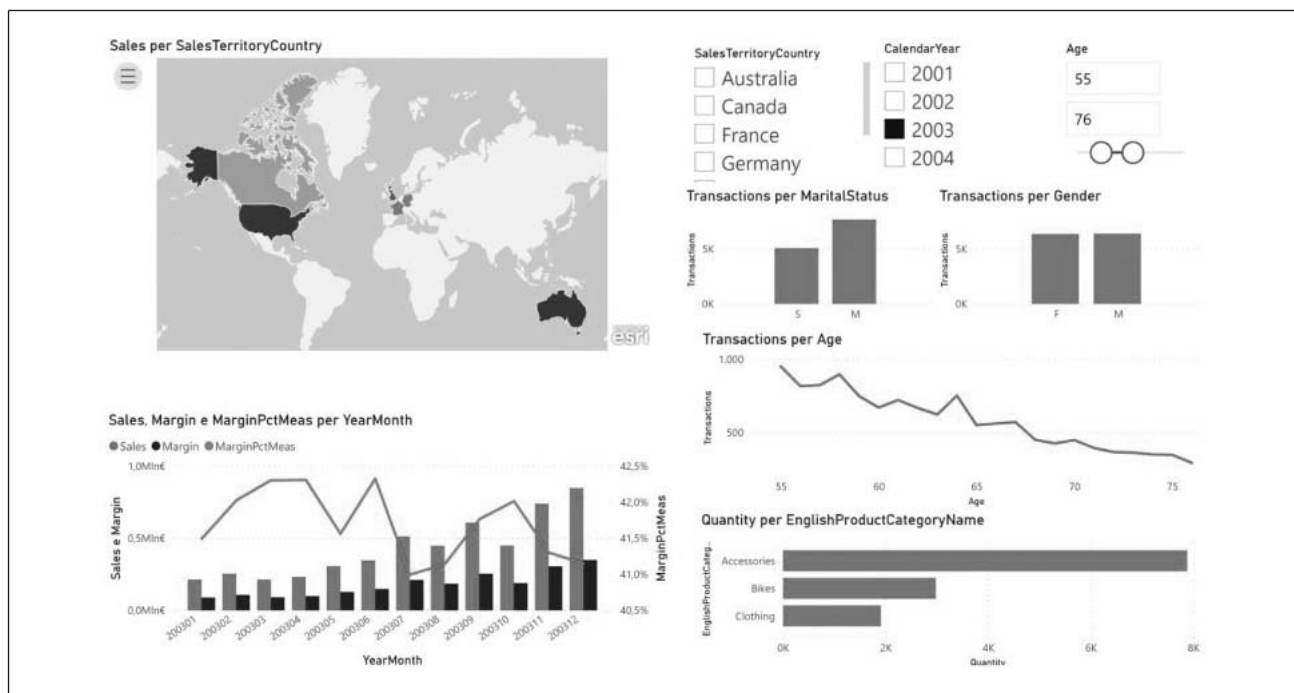 Sales per SalesTerritoryCountry
esri
SalesTerritoryCountry
Australia
Canada
France
Germany
CalendarYear
2001
2002
2003
2004
Age
55
76
Transactions per MaritalStatus
Transactions
5K
0K
S M
Transactions per Gender
Transactions
5K
0K
F M
Transactions per Age
Transactions
1.000
500
55 60 65 70 75
Age
Sales, Margin e MarginPctMeas per YearMonth
Sales Margin MarginPctMeas
Sales e Margin
1,0Mln€
0,5Mln€
0,0Mln€
42,5%
42,0%
41,5%
41,0%
40,5%
MarginPctMeas
200301 200302 200303 200304 200305 200306 200307 200308 200309 200310 200311 200312
YearMonth
Quantity per EnglishProductCategoryName
EnglishProductCateg...
Accessories
Bikes
Clothing
0K 2K 4K 6K 8K
Quantity